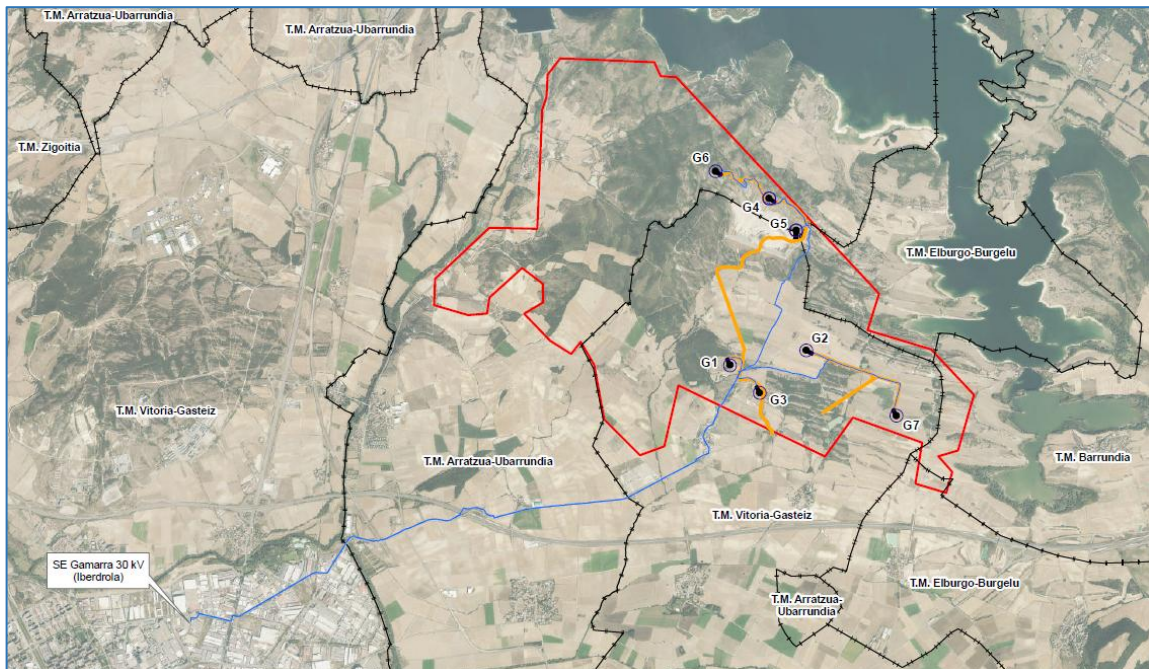 T.M. Arratzua-Ubarrundia
T.M. Arratzua-Ubarrundia
T.M. Zigoitia
G6
G4
G5
T.M. Elburgo-Burgelu
G2
G1
G3
T.M. Vitoria-Gasteiz
G7
T.M. Arratzua-Ubarrundia
T.M. Barrundia
T.M. Vitoria-Gasteiz
SE Gamarra 30 kV
(Iberdrola)
T.M. Elburgo-Burgelu
T.M. Arratzua-
Ubarrundia